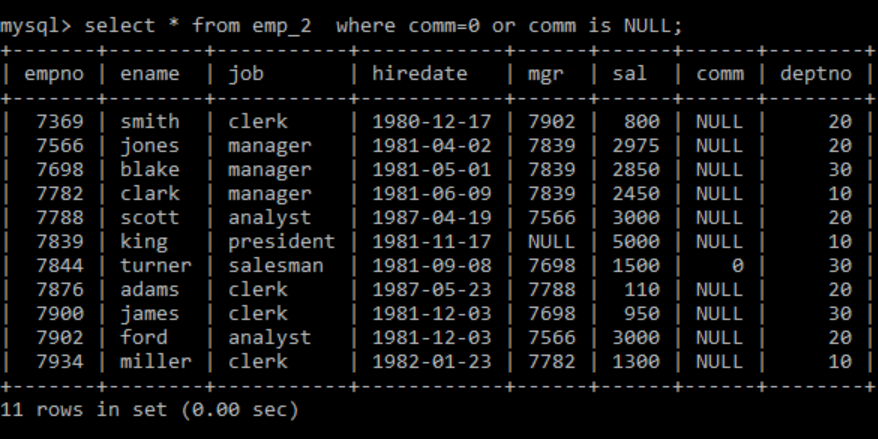 mysql> select * from emp_2  where comm=0 or comm is NULL;
+-------+--------+-----------+------------+------+------+------+--------+
| empno | ename  | job       | hiredate   | mgr  | sal  | comm | deptno |
+-------+--------+-----------+------------+------+------+------+--------+
|  7369 | smith  | clerk     | 1980-12-17 | 7902 |  800 | NULL |     20 |
|  7566 | jones  | manager   | 1981-04-02 | 7839 | 2975 | NULL |     20 |
|  7698 | blake  | manager   | 1981-05-01 | 7839 | 2850 | NULL |     30 |
|  7782 | clark  | manager   | 1981-06-09 | 7839 | 2450 | NULL |     10 |
|  7788 | scott  | analyst   | 1987-04-19 | 7566 | 3000 | NULL |     20 |
|  7839 | king   | president | 1981-11-17 | NULL | 5000 | NULL |     10 |
|  7844 | turner | salesman  | 1981-09-08 | 7698 | 1500 |    0 |     30 |
|  7876 | adams  | clerk     | 1987-05-23 | 7788 |  110 | NULL |     20 |
|  7900 | james  | clerk     | 1981-12-03 | 7698 |  950 | NULL |     30 |
|  7902 | ford   | analyst   | 1981-12-03 | 7566 | 3000 | NULL |     20 |
|  7934 | miller | clerk     | 1982-01-23 | 7782 | 1300 | NULL |     10 |
+-------+--------+-----------+------------+------+------+------+--------+
11 rows in set (0.00 sec)